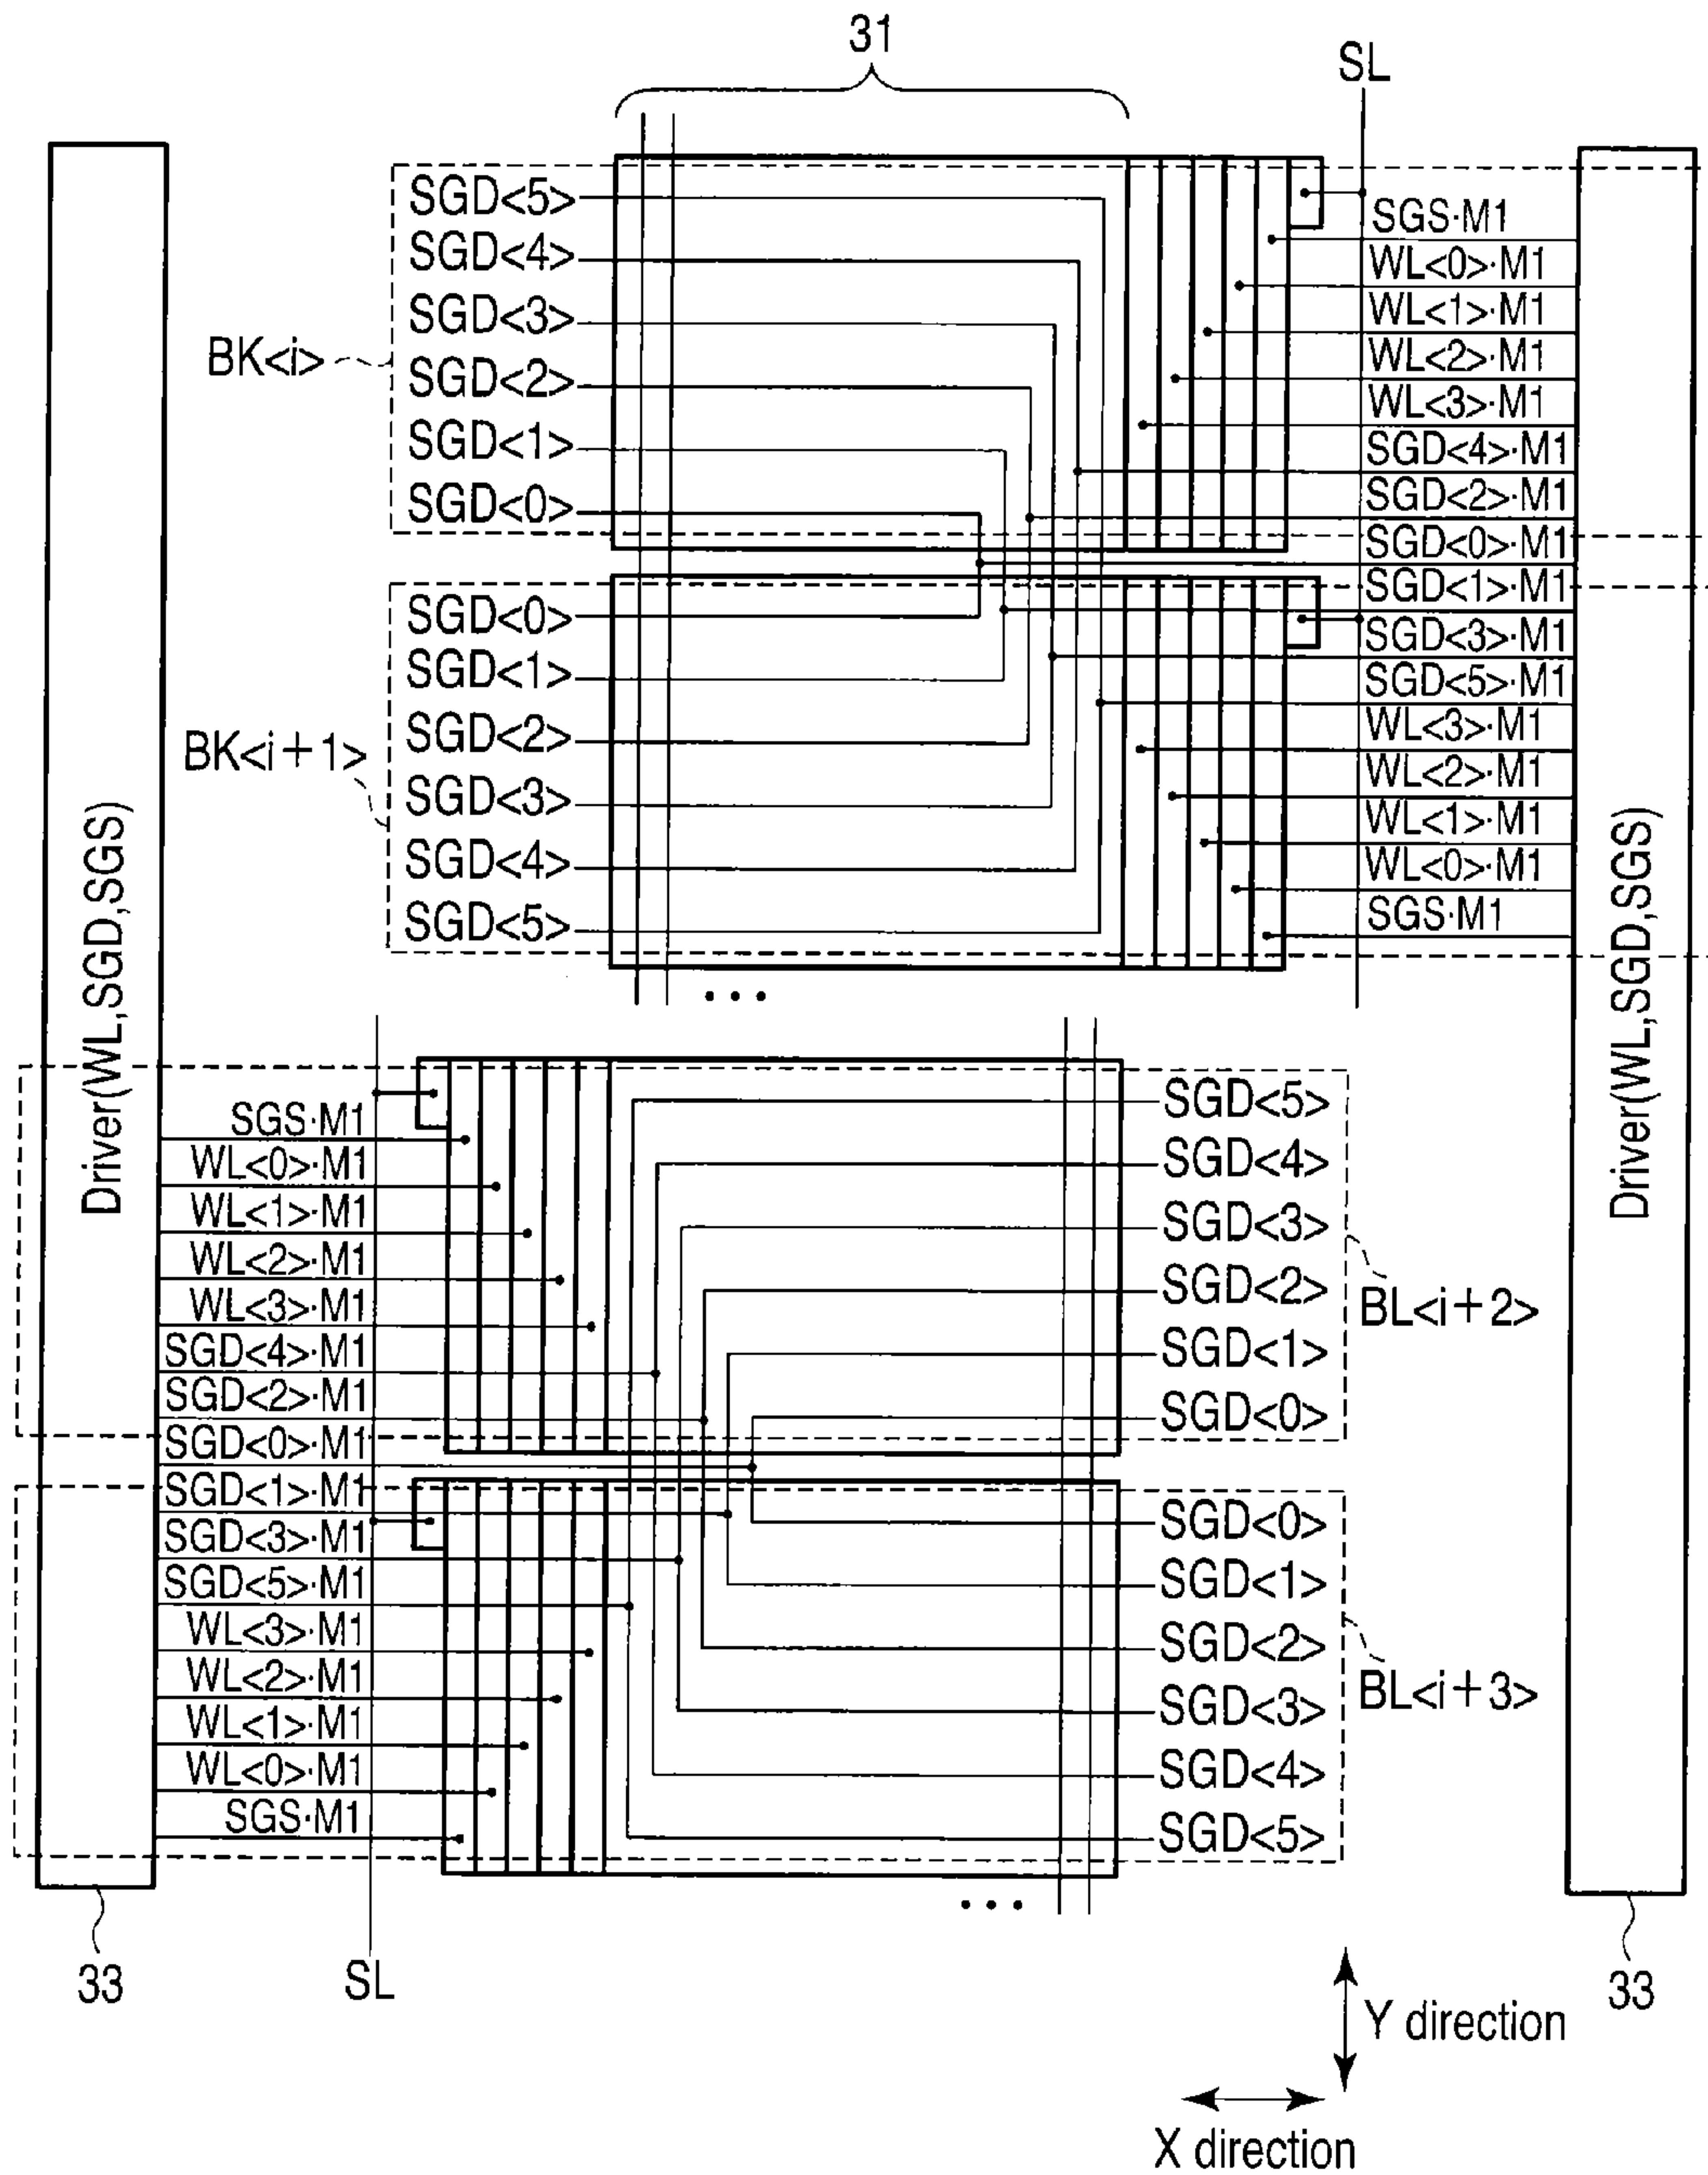 31
SL
SGD<5>
SGD<4>
SGD<3>
BK<i>
SGD<2>
SGD<1>
SGD<0>
SGS·M1
WL<0>·M1
WL<1>·M1
WL<2>·M1
WL<3>·M1
SGD<4>·M1
SGD<2>·M1
SGD<0>·M1
SGD<1>·M1
SGD<3>·M1
SGD<5>·M1
WL<3>·M1
WL<2>·M1
WL<1>·M1
WL<0>·M1
SGS·M1
SGD<0>
SGD<1>
SGD<2>
BK<i+1>
SGD<3>
SGD<4>
SGD<5>
Driver(WL,SGD,SGS)
Driver(WL,SGD,SGS)
...
SGS·M1
WL<0>·M1
WL<1>·M1
WL<2>·M1
WL<3>·M1
SGD<4>·M1
SGD<2>·M1
SGD<0>·M1
SGD<1>·M1
SGD<3>·M1
SGD<5>·M1
WL<3>·M1
WL<2>·M1
WL<1>·M1
WL<0>·M1
SGS·M1
SGD<5>
SGD<4>
SGD<3>
SGD<2>
BL<i+2>
SGD<1>
SGD<0>
SGD<0>
SGD<1>
SGD<2>
SGD<3>
BL<i+3>
SGD<4>
SGD<5>
...
33
SL
33
Y direction
X direction